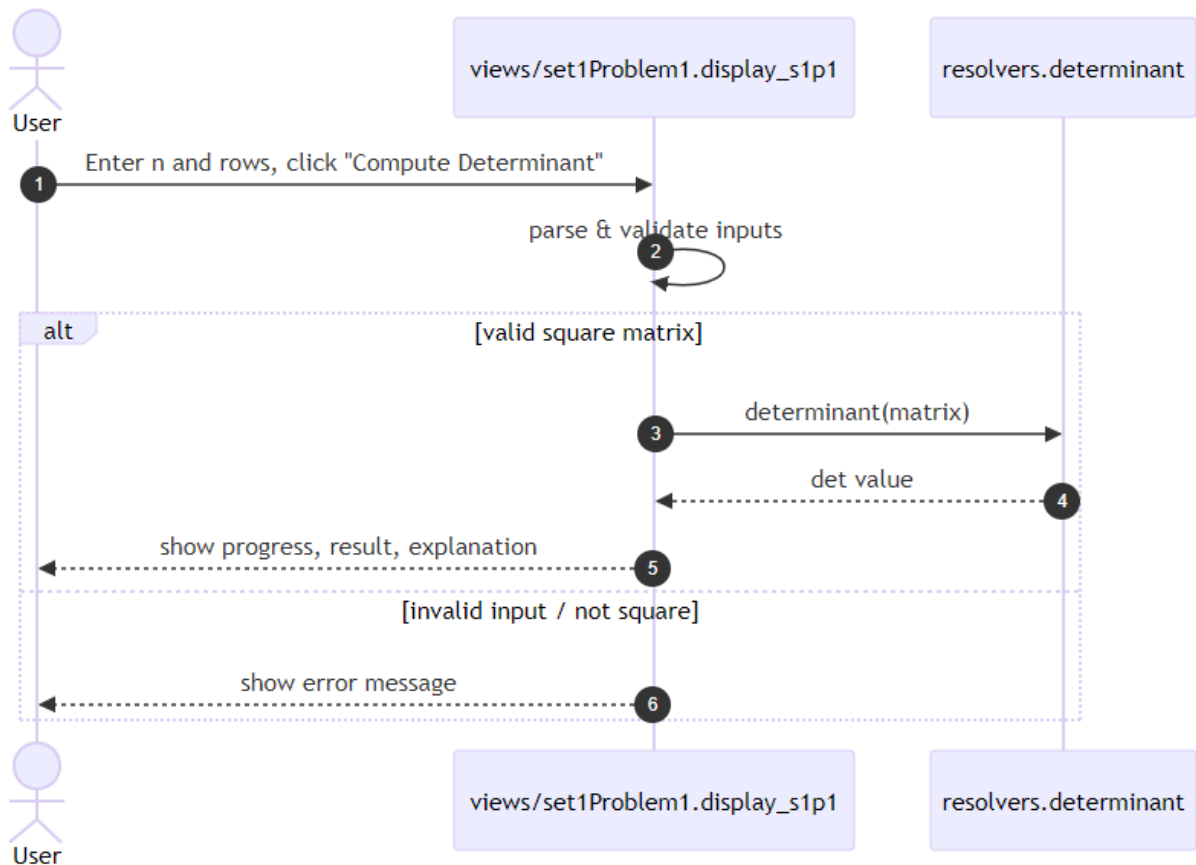 views/set1Problem1.display_s1p1
resolvers.determinant
User
Enter n and rows, click "Compute Determinant"
1
parse & validate inputs
2
alt
[valid square matrix]
determinant(matrix)
3
det value
4
show progress, result, explanation
5
[invalid input / not square]
show error message
6
views/set1Problem1.display_s1p1
resolvers.determinant
User